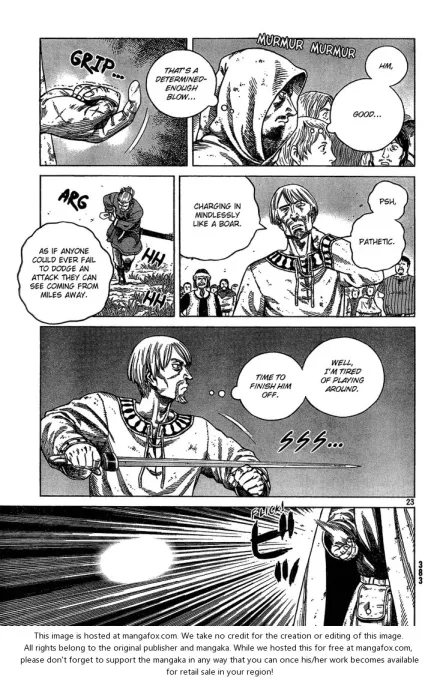 MURMUR MURMUR
HM,
GOOD...
THAT'S A
DETERMINED-
ENOUGH
BLOW...
GRIP...
PSH,
PATHETIC.
CHARGING IN
MINDLESSLY
LIKE A BOAR.
ARG
HH
HH
AS IF ANYONE
COULD EVER FAIL
TO DODGE AN
ATTACK THEY CAN
SEE COMING FROM
MILES AWAY.
WELL,
I'M TIRED
OF PLAYING
AROUND.
TIME TO
FINISH HIM
OFF.
SSS...
23
FLICK!
ビッ
383
This image is hosted at mangafox.com. We take no credit for the creation or editing of this image.
All rights belong to the original publisher and mangaka. While we hosted this for free at mangafox.com,
please don't forget to support the mangaka in any way that you can once his/her work becomes available
for retail sale in your region!